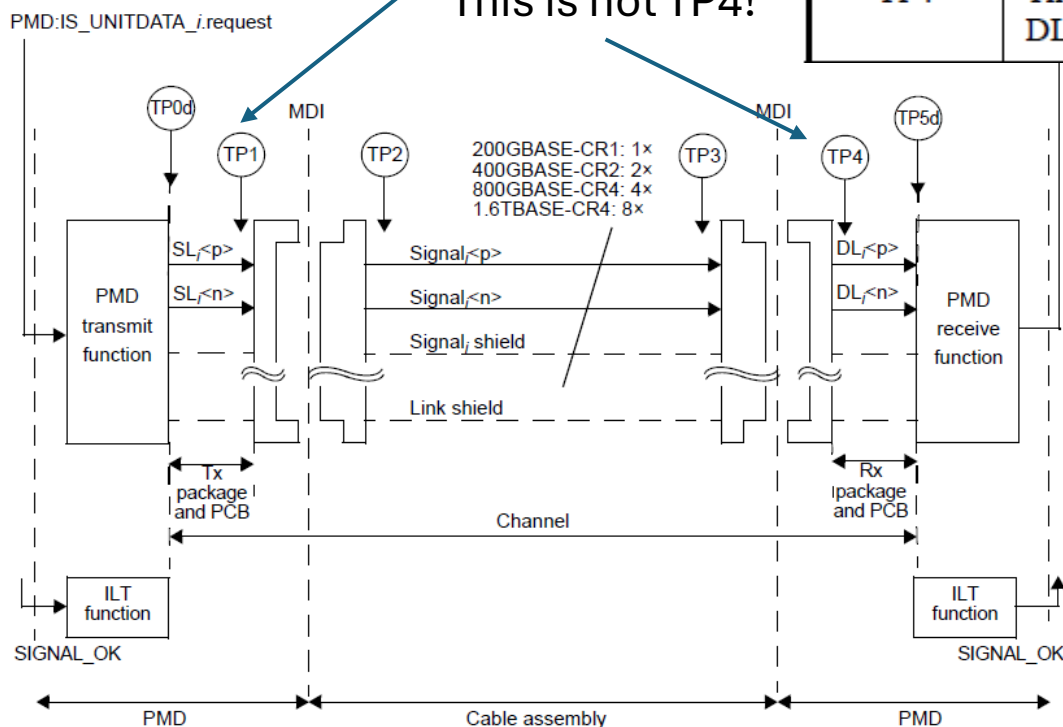 This is not TP4!
DL
PMD:IS_UNITDATA_i.request
TP0d
MDI
MDI
TP5d
TP1
TP2
200GBASE-CR1: 1×
400GBASE-CR2: 2×
800GBASE-CR4: 4×
1.6TBASE-CR4: 8×
TP3
TP4
SLi<p>
Signali<p>
DLi<p>
SLi<n>
Signali<n>
DLi<n>
PMD
transmit
function
Signali shield
PMD
receive
function
Link shield
Tx
package
and PCB
Rx
package
and PCB
Channel
ILT
function
ILT
function
SIGNAL_OK
SIGNAL_OK
PMD
Cable assembly
PMD